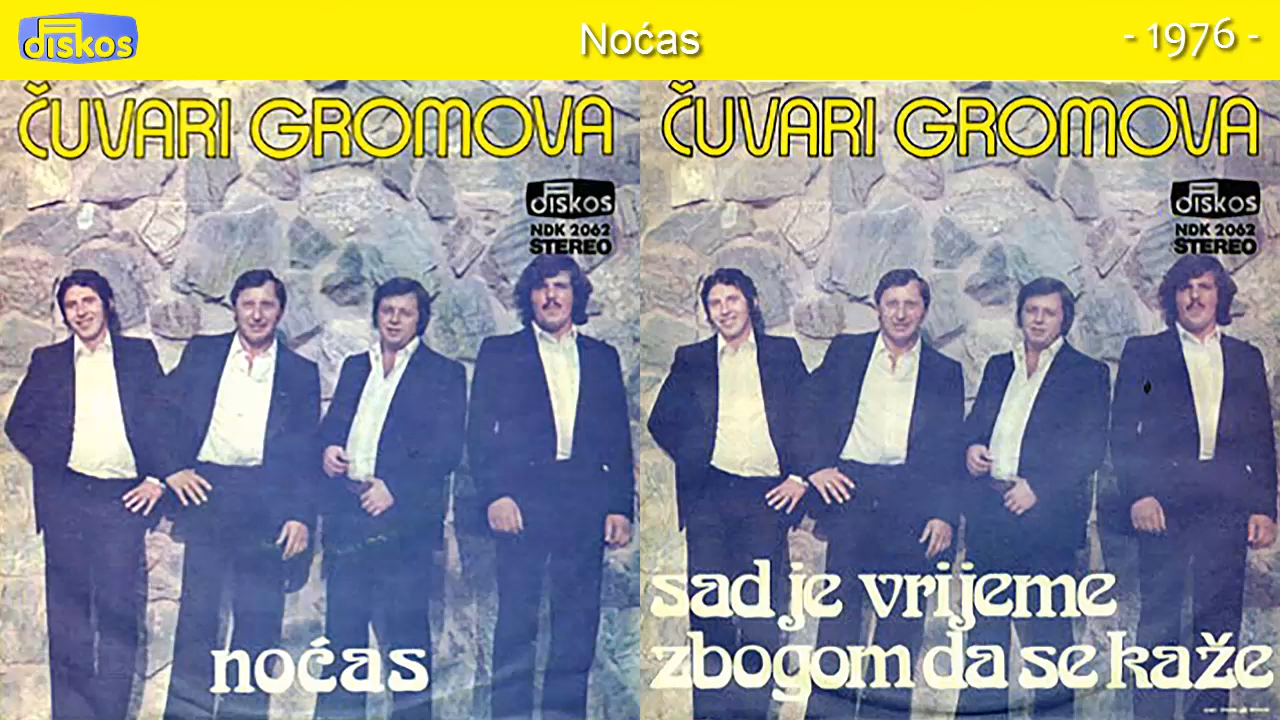 diskos
Noćas
- 1976 -
ČUVARI GROMOVA
diskos
NDK 2062
STEREO
noćas
ČUVARI GROMOVA
diskos
NDK 2062
STEREO
sad je vrijeme
zbogom da se kaže